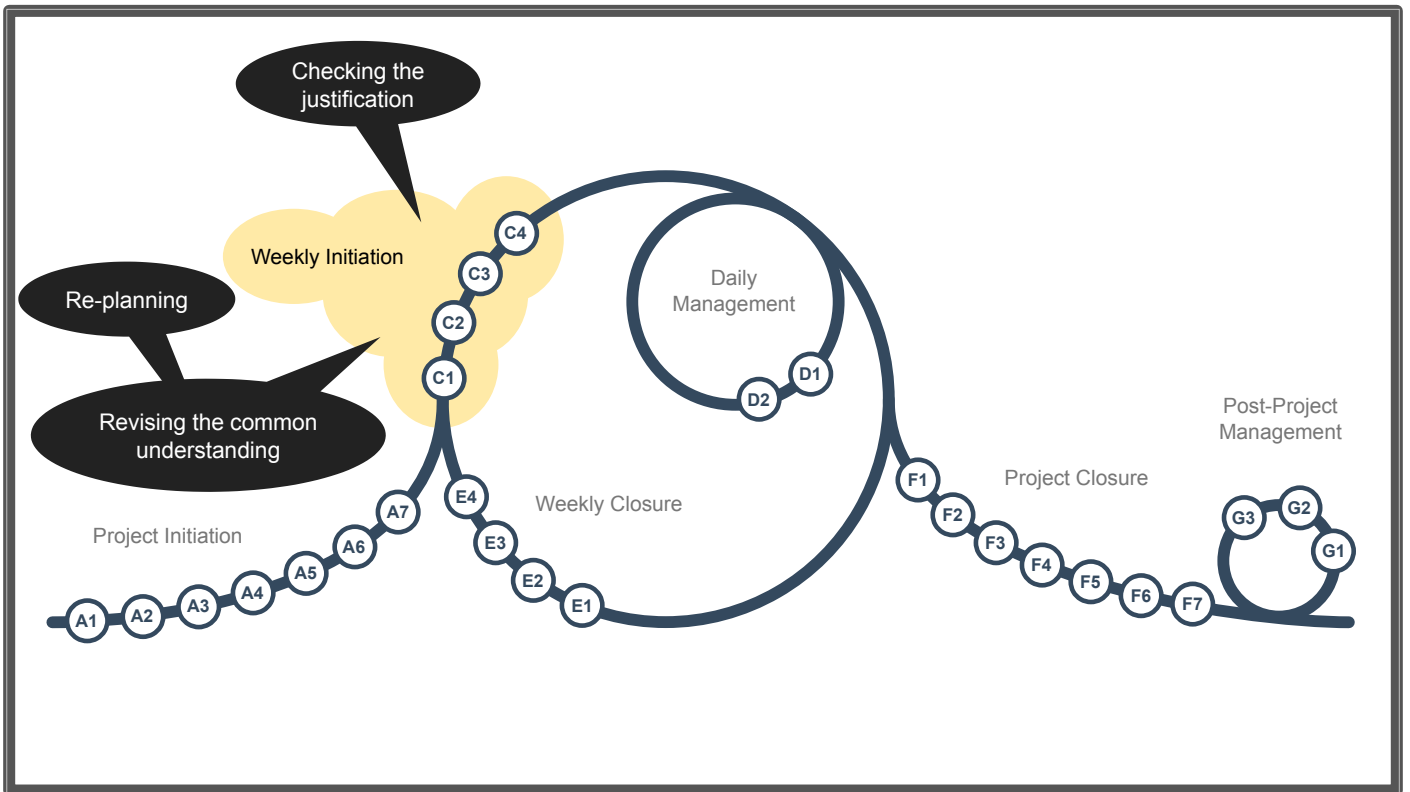 Checking the
justification
Weekly Initiation
Re-planning
Revising the common
understanding
Project Initiation
A1
A2
A3
A4
A5
A6
A7
C1
C2
C3
C4
Daily
Management
D1
D2
Weekly Closure
E1
E2
E3
E4
Project Closure
F1
F2
F3
F4
F5
F6
F7
Post-Project
Management
G1
G2
G3